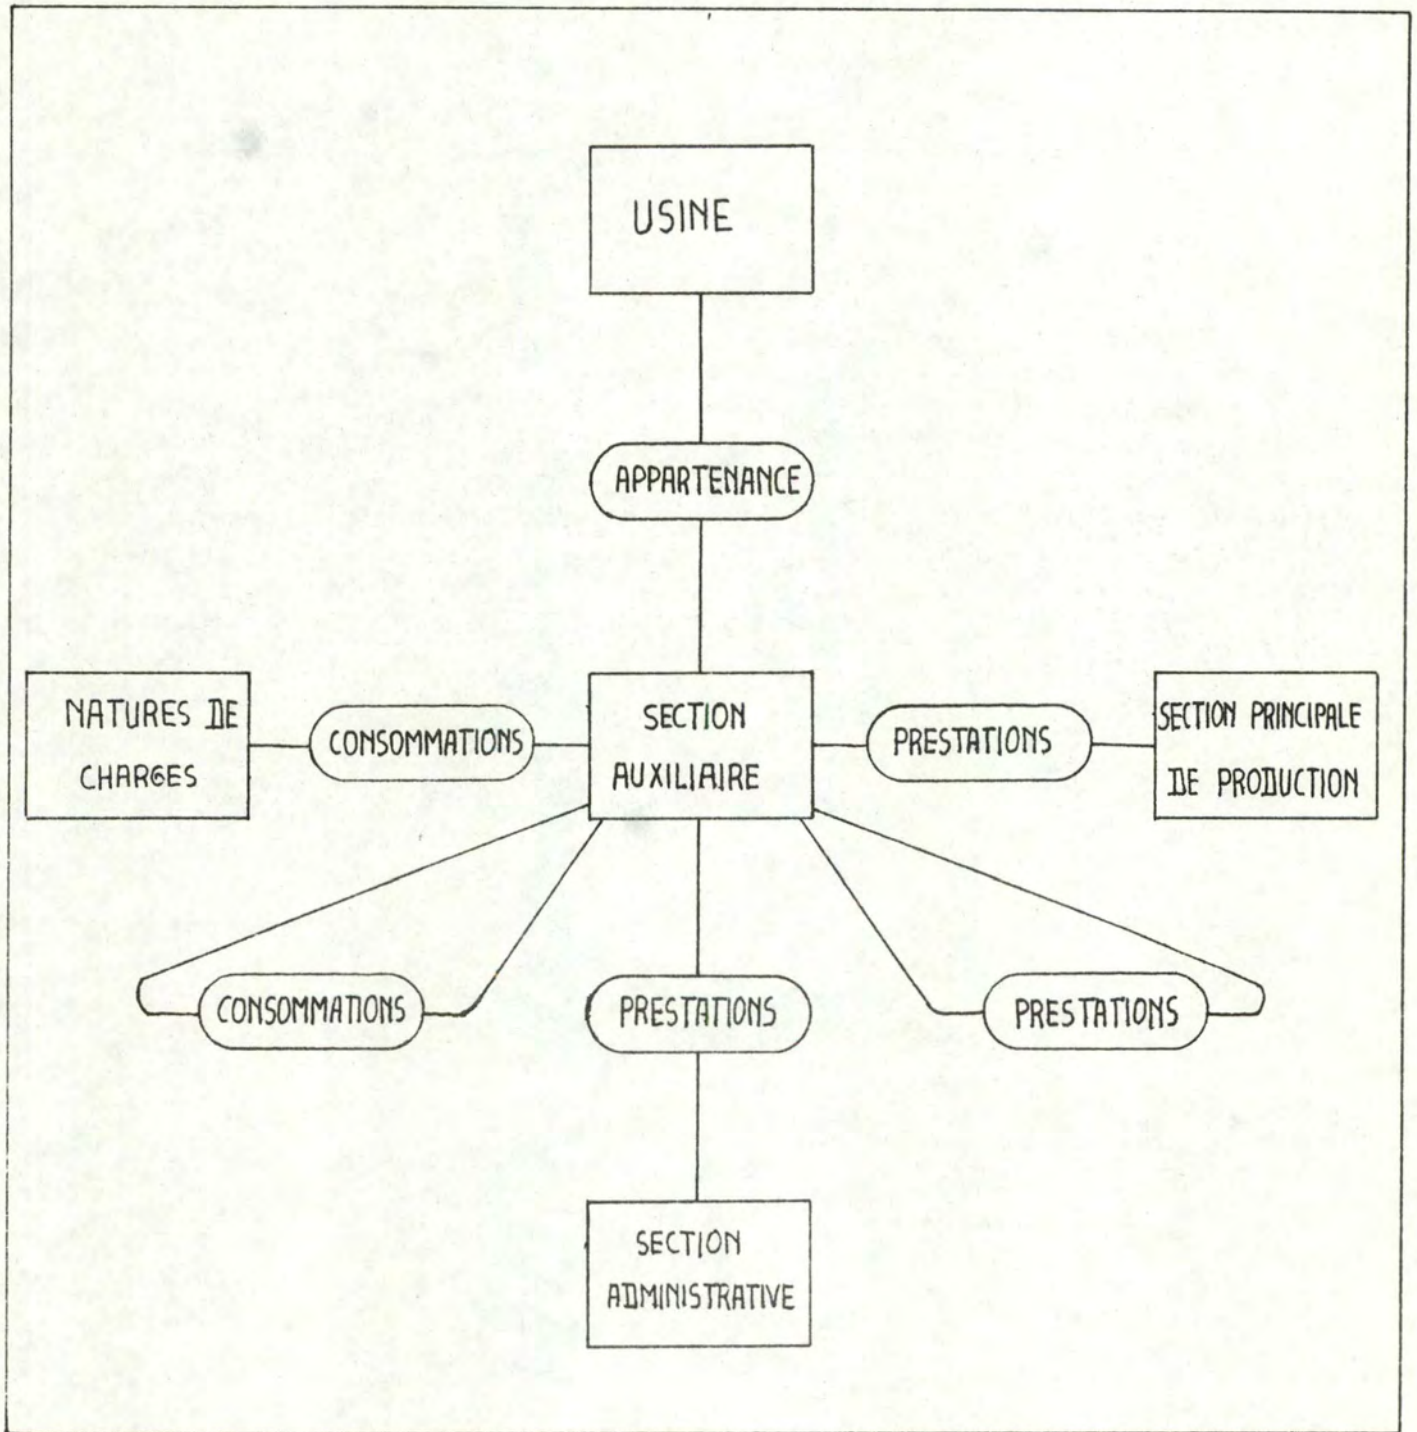 USINE
APPARTENANCE
NATURES DE
CHARGES
CONSOMMATIONS
SECTION
AUXILIAIRE
PRESTATIONS
SECTION PRINCIPALE
DE PRODUCTION
CONSOMMATIONS
PRESTATIONS
PRESTATIONS
SECTION
ADMINISTRATIVE